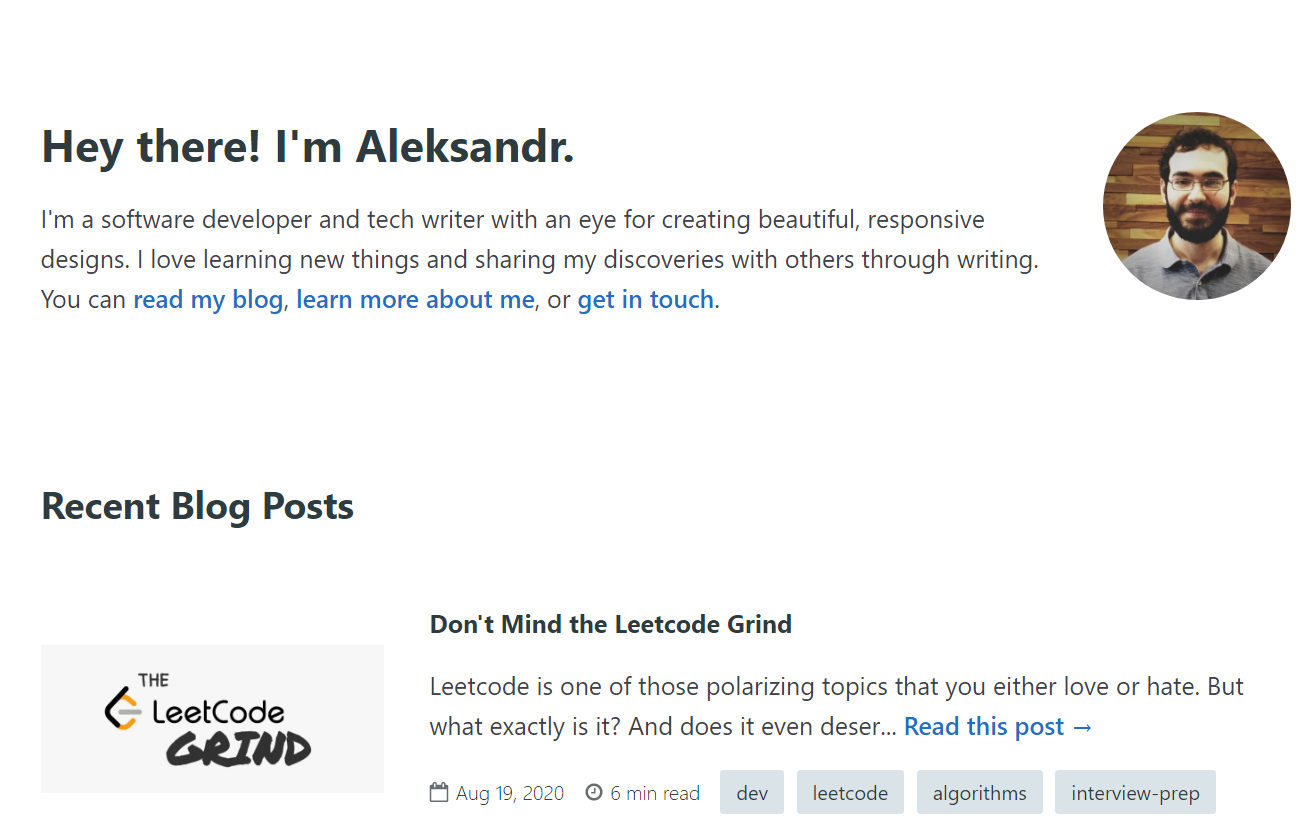 Hey there! I'm Aleksandr.
I'm a software developer and tech writer with an eye for creating beautiful, responsive
designs. I love learning new things and sharing my discoveries with others through writing.
You can read my blog, learn more about me, or get in touch.
Recent Blog Posts
THE
LeetCode
GRIND
Don't Mind the Leetcode Grind
Leetcode is one of those polarizing topics that you either love or hate. But
what exactly is it? And does it even deser... Read this post →
Aug 19, 2020 6 min read dev leetcode algorithms interview-prep